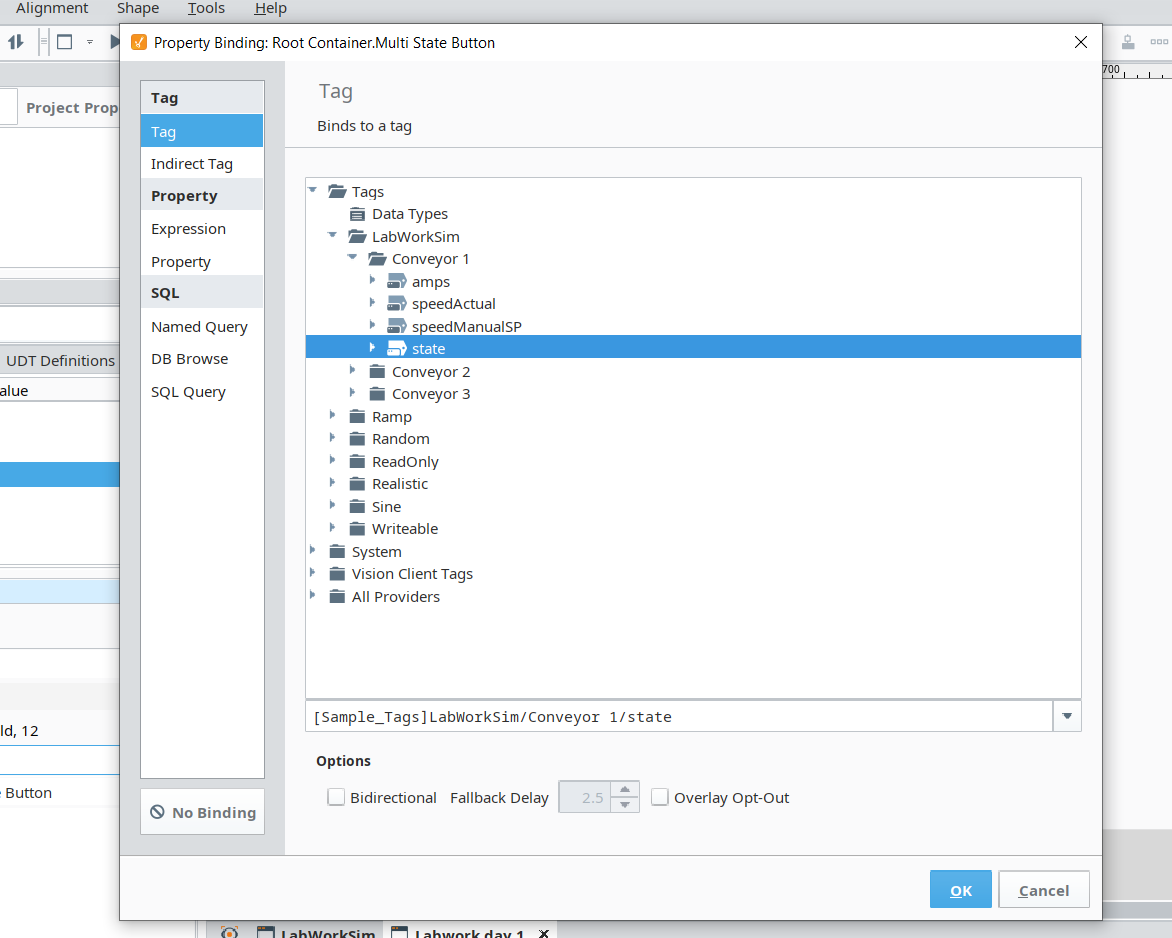 Alignment Shape Tools Help
Property Binding: Root Container.Multi State Button
700
Project Prop
UDT Definitions
alue
ld, 12
e Button
Tag
Tag
Indirect Tag
Property
Expression
Property
SQL
Named Query
DB Browse
SQL Query
No Binding
Tag
Binds to a tag
Tags
Data Types
LabWorkSim
Conveyor 1
amps
speedActual
speedManualSP
state
Conveyor 2
Conveyor 3
Ramp
Random
ReadOnly
Realistic
Sine
Writeable
System
Vision Client Tags
All Providers
[Sample_Tags]LabWorkSim/Conveyor 1/state
Options
Bidirectional Fallback Delay 2.5 Overlay Opt-Out
OK Cancel
LabWorkSim Labwork day 1